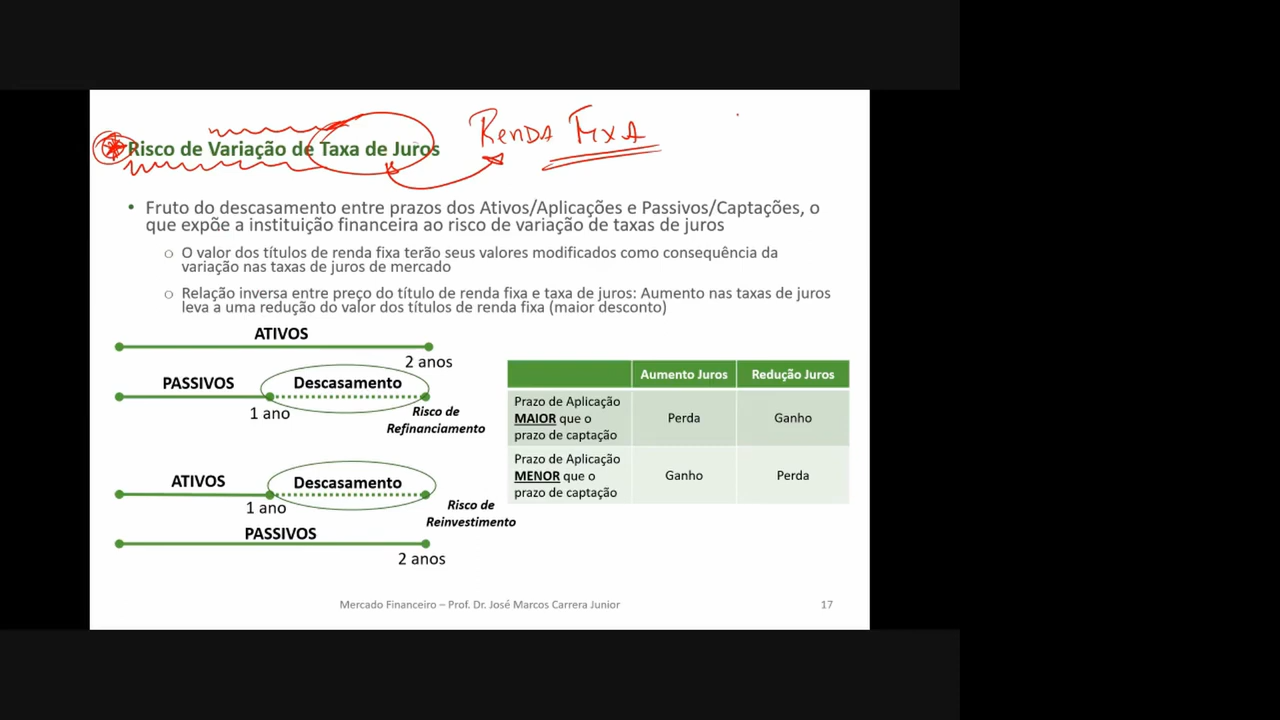 Risco de Variação de Taxa de Juros
RENDA FIXA
• Fruto do descasamento entre prazos dos Ativos/Aplicações e Passivos/Captações, o
que expõe a instituição financeira ao risco de variação de taxas de juros
o O valor dos títulos de renda fixa terão seus valores modificados como consequência da
variação nas taxas de juros de mercado
o Relação inversa entre preço do título de renda fixa e taxa de juros: Aumento nas taxas de juros
leva a uma redução do valor dos títulos de renda fixa (maior desconto)
ATIVOS
2 anos
PASSIVOS
Descasamento
1 ano
Risco de
Refinanciamento
ATIVOS
Descasamento
1 ano
Risco de
Reinvestimento
PASSIVOS
2 anos
Aumento Juros
Redução Juros
Prazo de Aplicação
MAIOR que o
prazo de captação
Perda
Ganho
Prazo de Aplicação
MENOR que o
prazo de captação
Ganho
Perda
Mercado Financeiro – Prof. Dr. José Marcos Carrera Junior
17